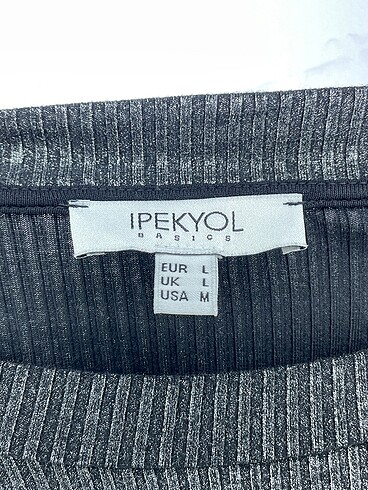 IPEKYOL
BASICS
EUR L
UK L
USA M